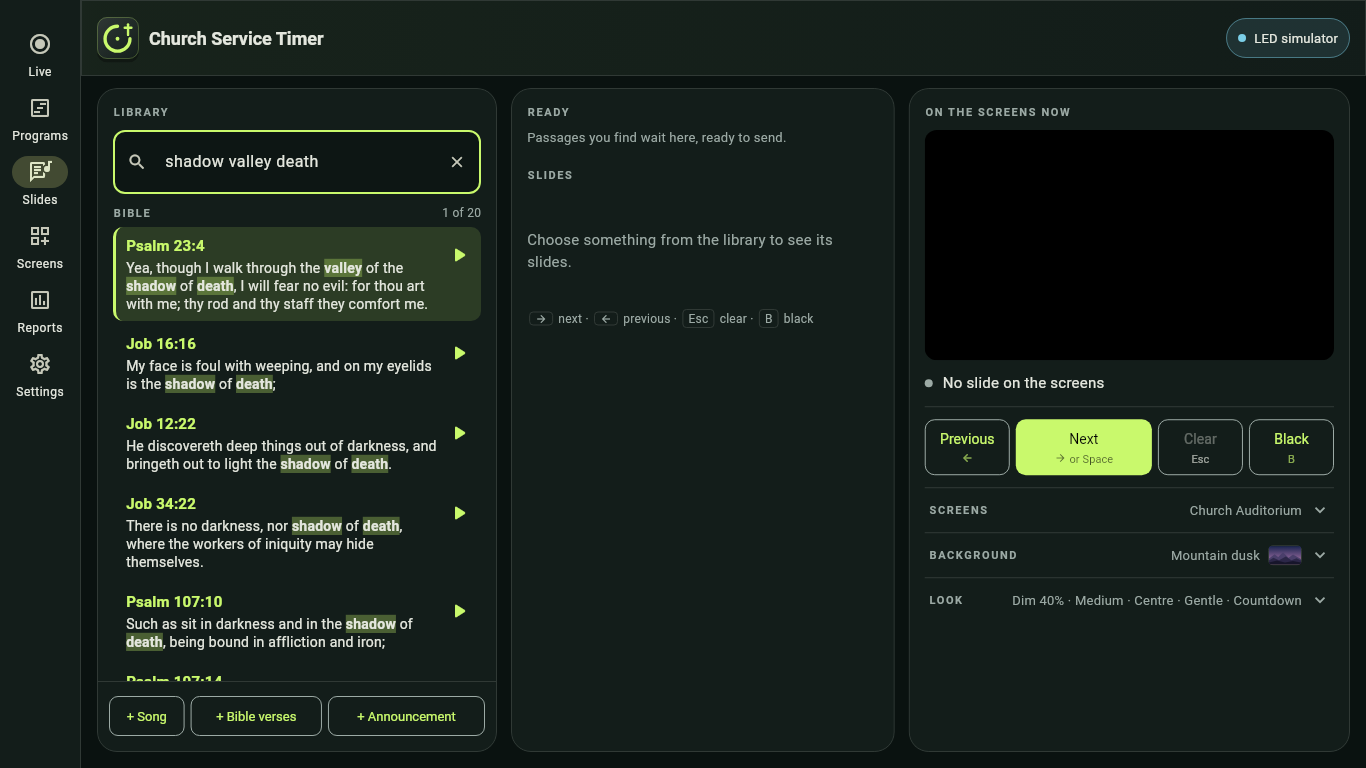 Church Service Timer
LED simulator
Live
Programs
Slides
Screens
Reports
Settings
LIBRARY
shadow valley death
BIBLE 1 of 20
Psalm 23:4
Yea, though I walk through the valley of the
shadow of death, I will fear no evil: for thou art
with me; thy rod and thy staff they comfort me.
Job 16:16
My face is foul with weeping, and on my eyelids
is the shadow of death;
Job 12:22
He discovereth deep things out of darkness, and
bringeth out to light the shadow of death.
Job 34:22
There is no darkness, nor shadow of death,
where the workers of iniquity may hide
themselves.
Psalm 107:10
Such as sit in darkness and in the shadow of
death, being bound in affliction and iron;
Psalm 107:14
+ Song
+ Bible verses
+ Announcement
READY
Passages you find wait here, ready to send.
SLIDES
Choose something from the library to see its
slides.
→ next · ← previous · Esc clear · B black
ON THE SCREENS NOW
No slide on the screens
Previous
←
Next
→ or Space
Clear
Esc
Black
B
SCREENS Church Auditorium
BACKGROUND Mountain dusk
LOOK Dim 40% · Medium · Centre · Gentle · Countdown